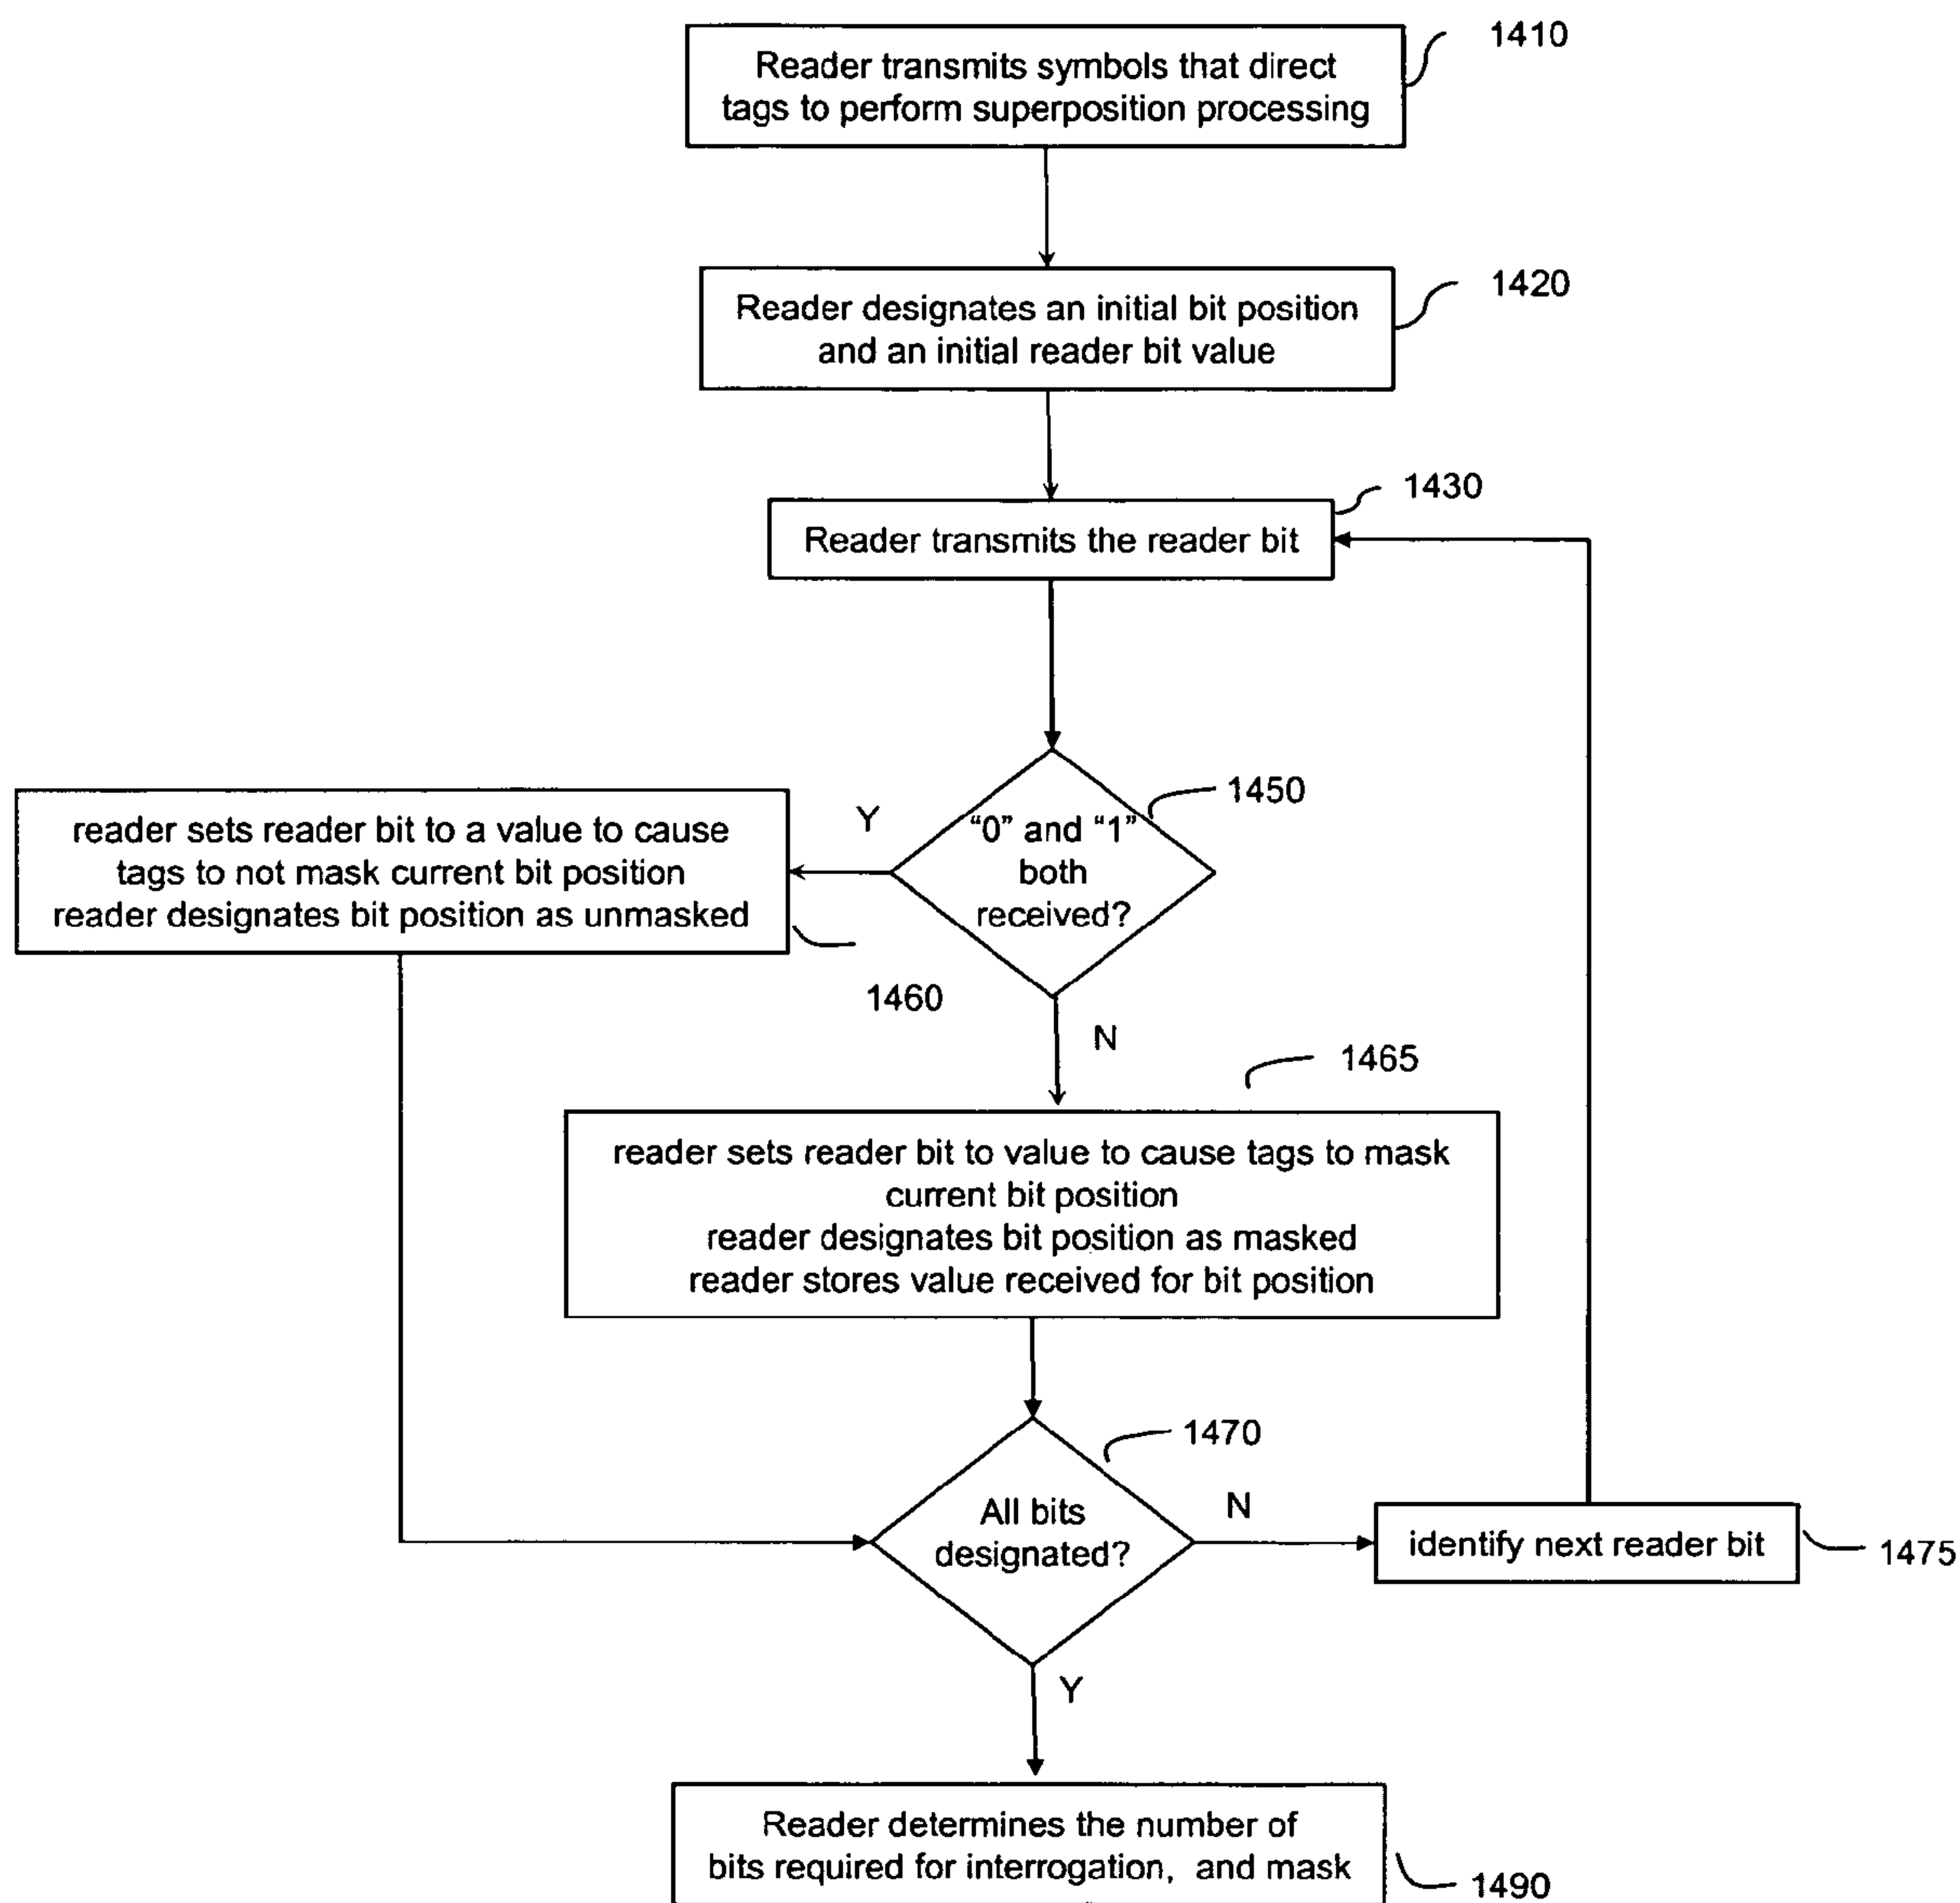 1410
Reader transmits symbols that direct
tags to perform superposition processing
1420
Reader designates an initial bit position
and an initial reader bit value
1430
Reader transmits the reader bit
1450
“0” and “1”
both
received?
Y
reader sets reader bit to a value to cause
tags to not mask current bit position
reader designates bit position as unmasked
1460
N
1465
reader sets reader bit to value to cause tags to mask
current bit position
reader designates bit position as masked
reader stores value received for bit position
1470
All bits
designated?
N
identify next reader bit
1475
Y
Reader determines the number of
bits required for interrogation, and mask
1490